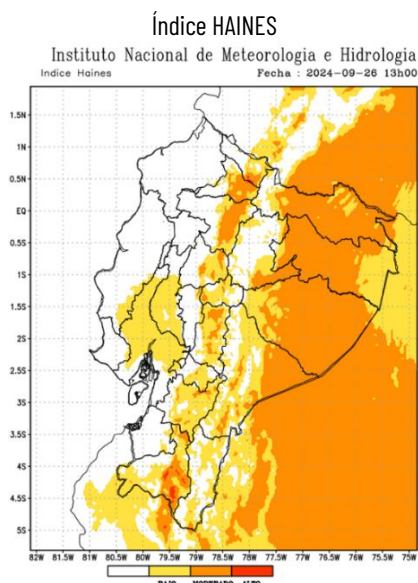 Índice HAINES
Instituto Nacional de Meteorologia e Hidrologia
Indice Haines Fecha : 2024-09-26 13h00
1.5N
1N
0.5N
EQ
0.5S
1S
1.5S
2S
2.5S
3S
3.5S
4S
4.5S
5S
82W 81.5W 81W 80.5W 80W 79.5W 79W 78.5W 78W 77.5W 77W 76.5W 76W 75.5W 75W
BAJO MODERADO ALTO